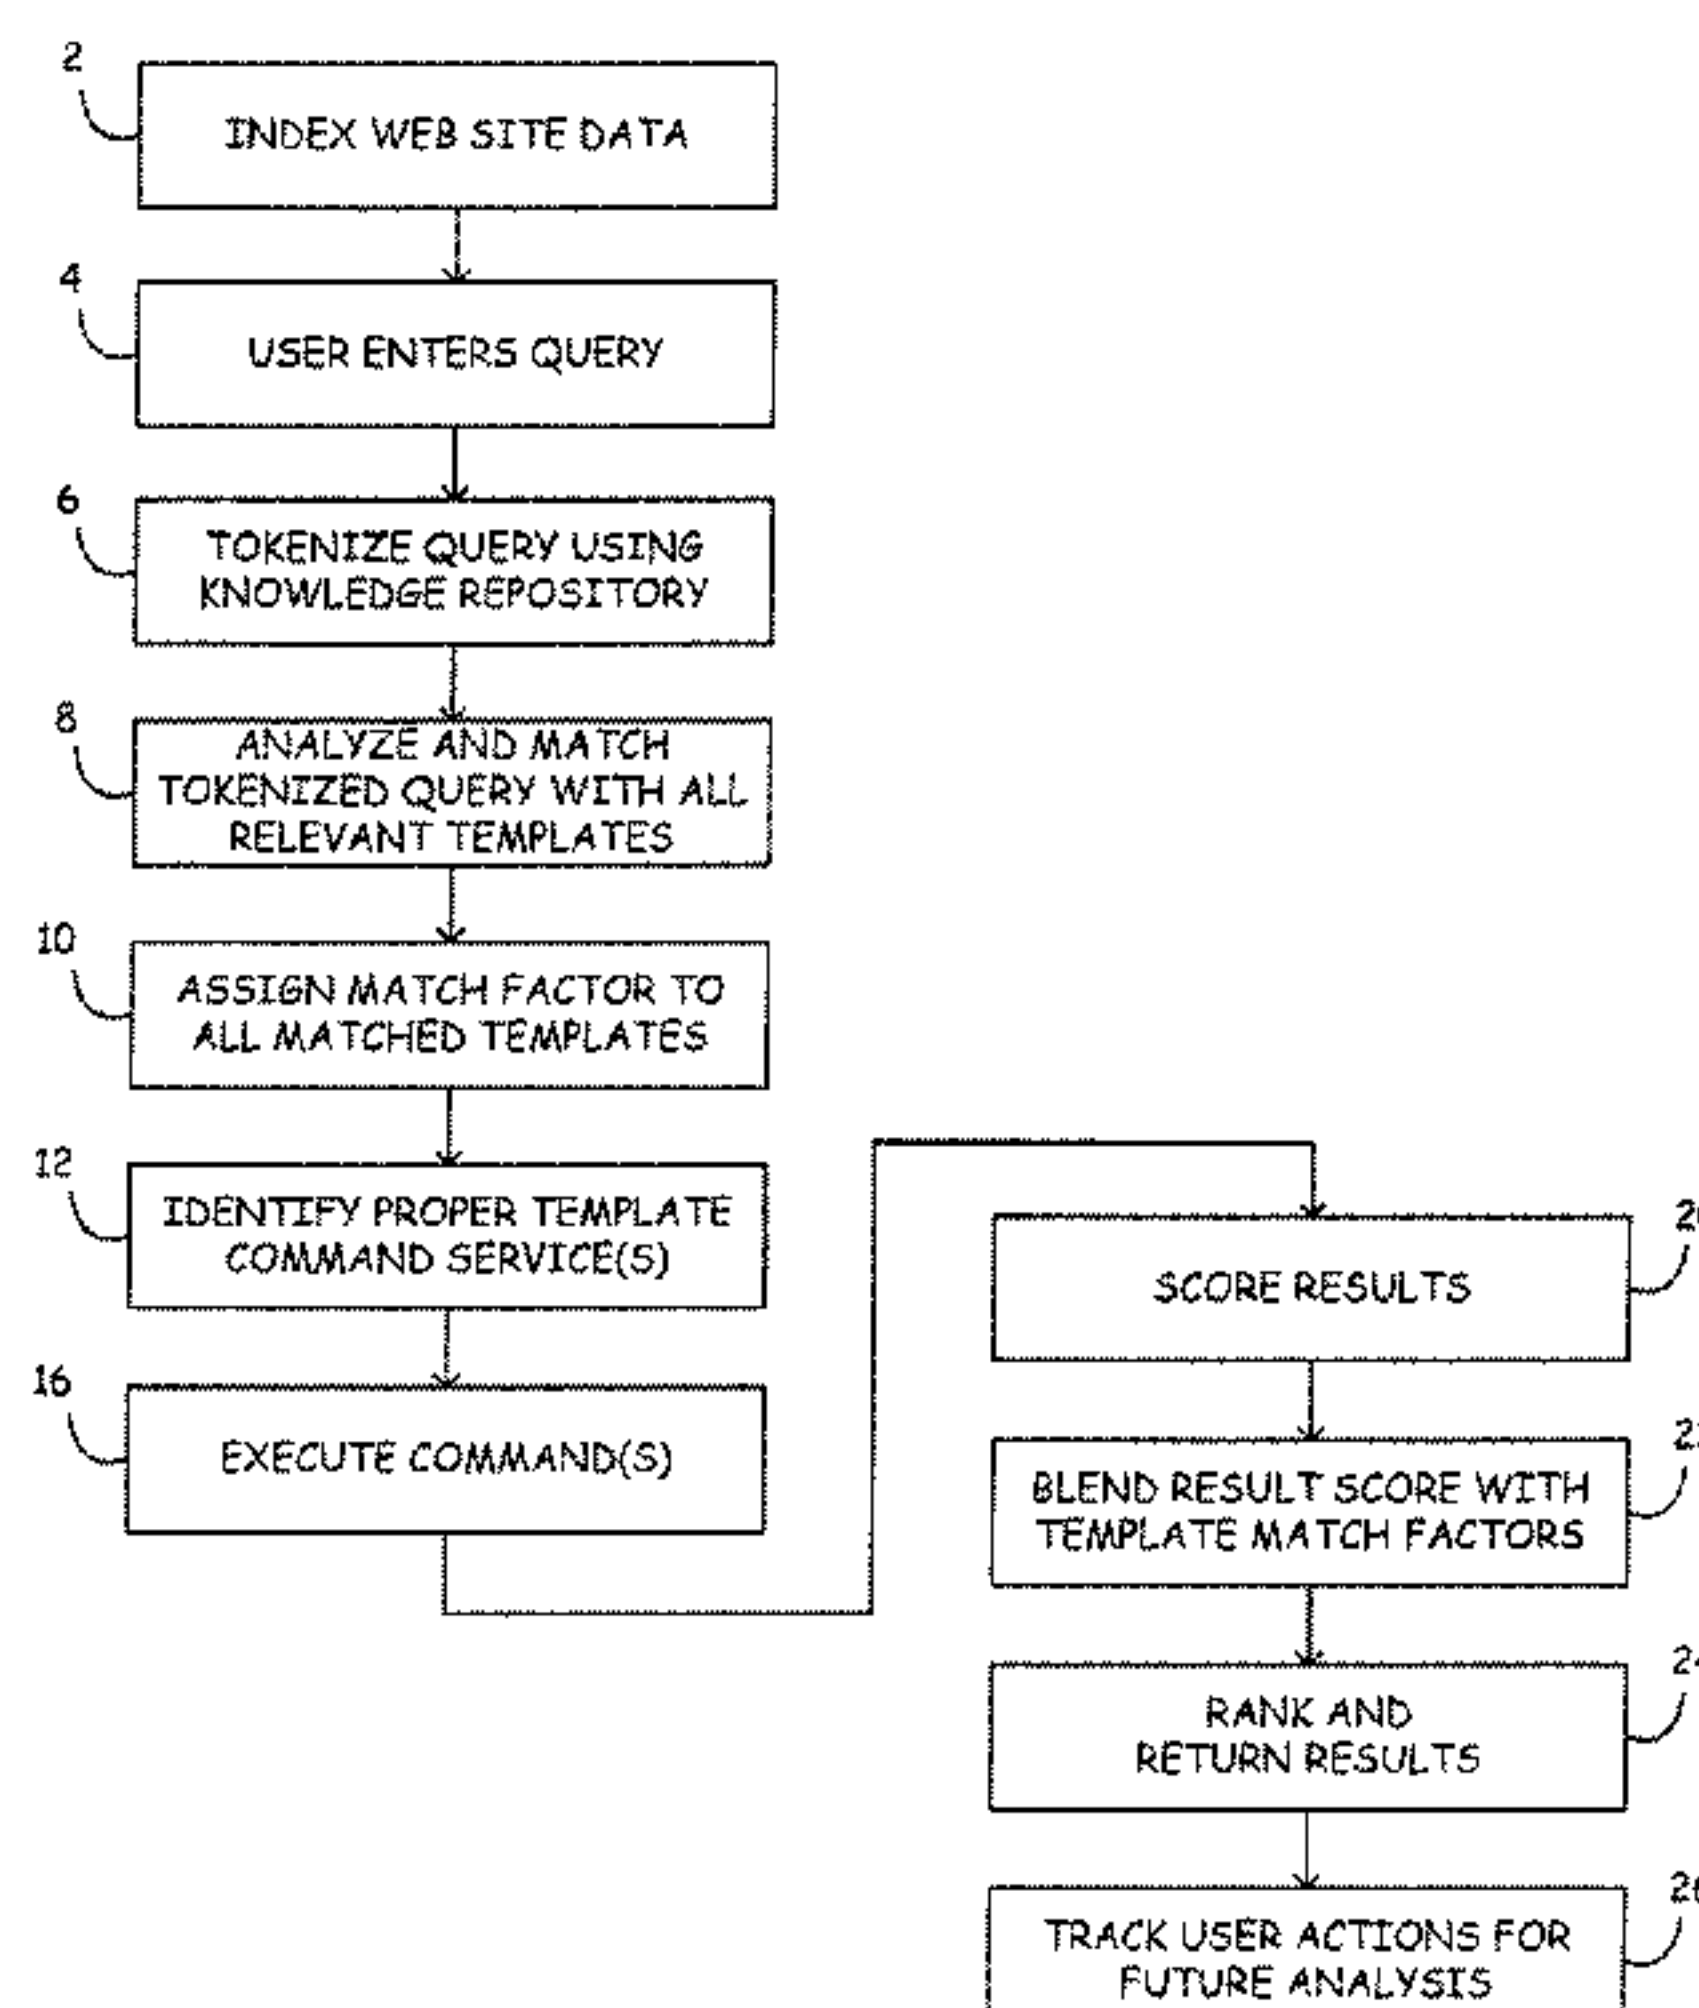 2
INDEX WEB SITE DATA
4
USER ENTERS QUERY
6
TOKENIZE QUERY USING
KNOWLEDGE REPOSITORY
8
ANALYZE AND MATCH
TOKENIZED QUERY WITH ALL
RELEVANT TEMPLATES
10
ASSIGN MATCH FACTOR TO
ALL MATCHED TEMPLATES
12
IDENTIFY PROPER TEMPLATE
COMMAND SERVICE(S)
16
EXECUTE COMMAND(S)
SCORE RESULTS
BLEND RESULT SCORE WITH
TEMPLATE MATCH FACTORS
24
RANK AND
RETURN RESULTS
TRACK USER ACTIONS FOR
FUTURE ANALYSIS